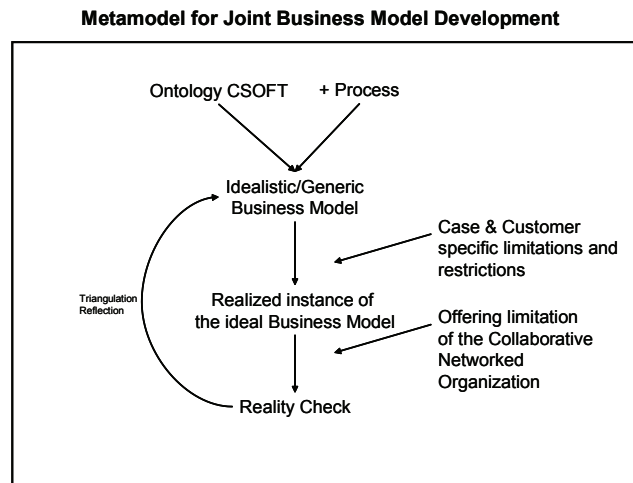 Metamodel for Joint Business Model Development
Ontology CSOFT + Process
Idealistic/Generic
Business Model
Case & Customer
specific limitations and
restrictions
Triangulation
Reflection
Realized instance of
the ideal Business Model
Offering limitation
of the Collaborative
Networked
Organization
Reality Check